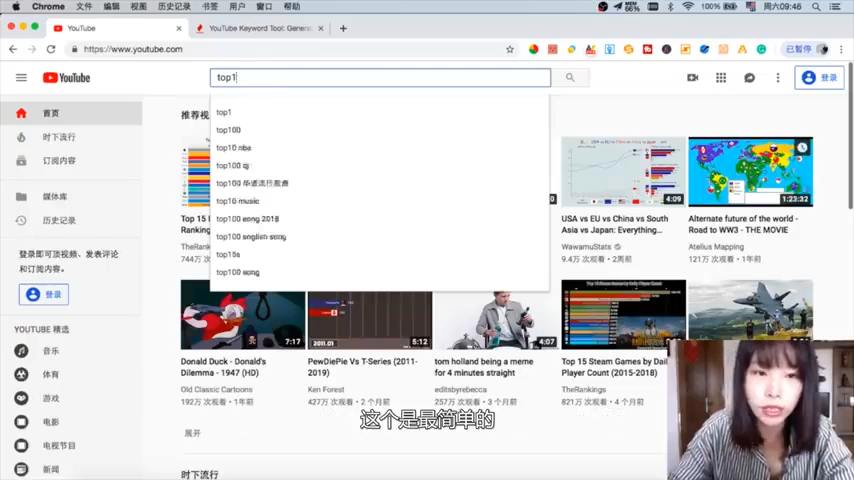 Chrome 文件 编辑 视图 历史记录 书签 用户 窗口 帮助
MEM 66% 100% 周六09:46
YouTube
YouTube Keyword Tool: Genera
https://www.youtube.com
已暂停
YouTube
top1
登录
首页
时下流行
订阅内容
媒体库
历史记录
登录即可顶视频、发表评论
和订阅内容。
登录
YOUTUBE 精选
音乐
体育
游戏
电影
电视节目
新闻
推荐视
top1
top100
top10 nba
top100 dj
top100 华语流行歌曲
top10 music
top100 song 2018
top100 english song
top15s
top100 song
4:09
1:23:32
Top 15
Ranking
TheRank
744万
USA vs EU vs China vs South
Asia vs Japan: Everything...
WawamuStats
9.4万 次观看 • 2周前
Alternate future of the world -
Road to WW3 - THE MOVIE
Atelius Mapping
121万 次观看 • 1年前
7:17
2011.01
5:12
4:07
Donald Duck - Donald's
Dilemma - 1947 (HD)
Old Classic Cartoons
192万 次观看 • 1年前
PewDiePie Vs T-Series (2011-
2019)
Ken Forest
427万 次观看 • 2 个月前
tom holland being a meme
for 4 minutes straight
editsbyrebecca
257万 次观看 • 3 个月前
Top 15 Steam Games by Daily
Player Count (2015-2018)
TheRankings
821万 次观看 • 4 个月
展开
时下流行
这个是最简单的